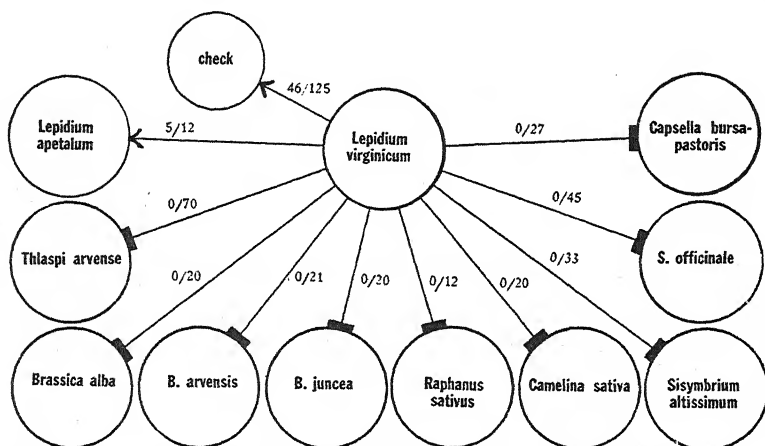 check
46/125
Lepidium
apetalum
5/12
Lepidium
virginicum
0/27
Capsella bursa-
pastoris
0/70
0/45
Thlaspi arvense
S. officinale
0/20
0/21
0/20
0/12
0/20
0/33
Brassica alba
B. arvensis
B. juncea
Raphanus
sativus
Camelina sativa
Sisymbrium
altissimum